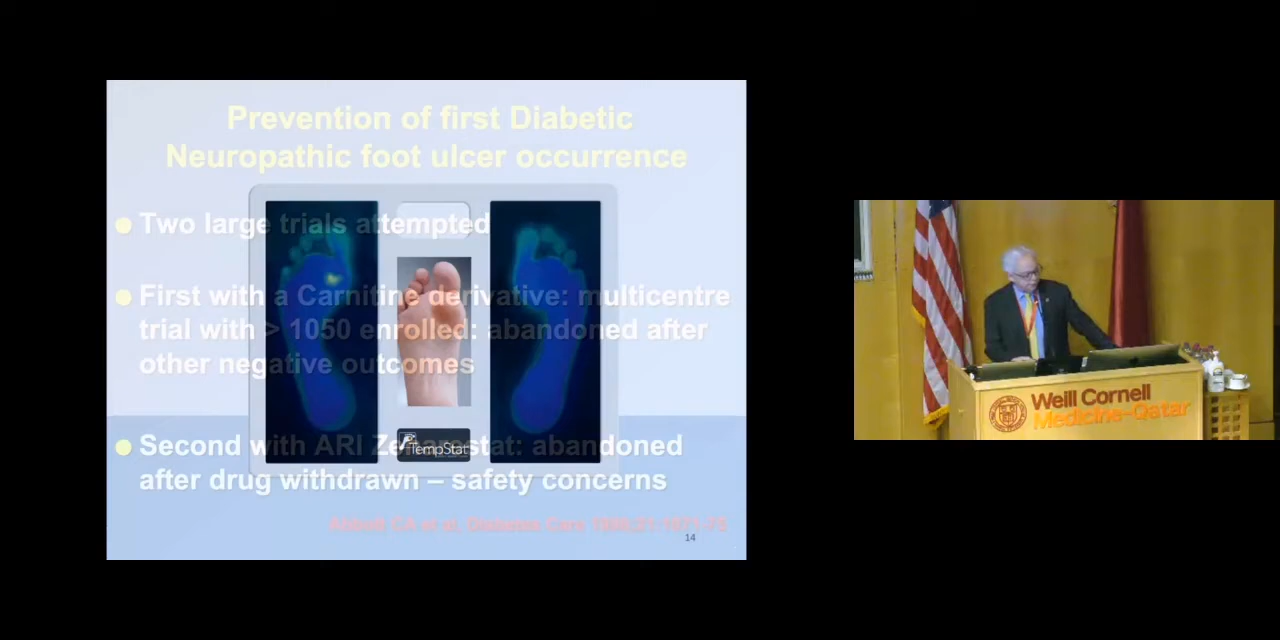 Prevention of first Diabetic
Neuropathic foot ulcer occurrence
Two large trials attempted
First with a Carnitine derivative: multicentre
trial with > 1050 enrolled: abandoned after
other negative outcomes
Second with ARI Zenarestat: abandoned
TempStat
after drug withdrawn – safety concerns
14
Weill Cornell
Medicine-Qatar